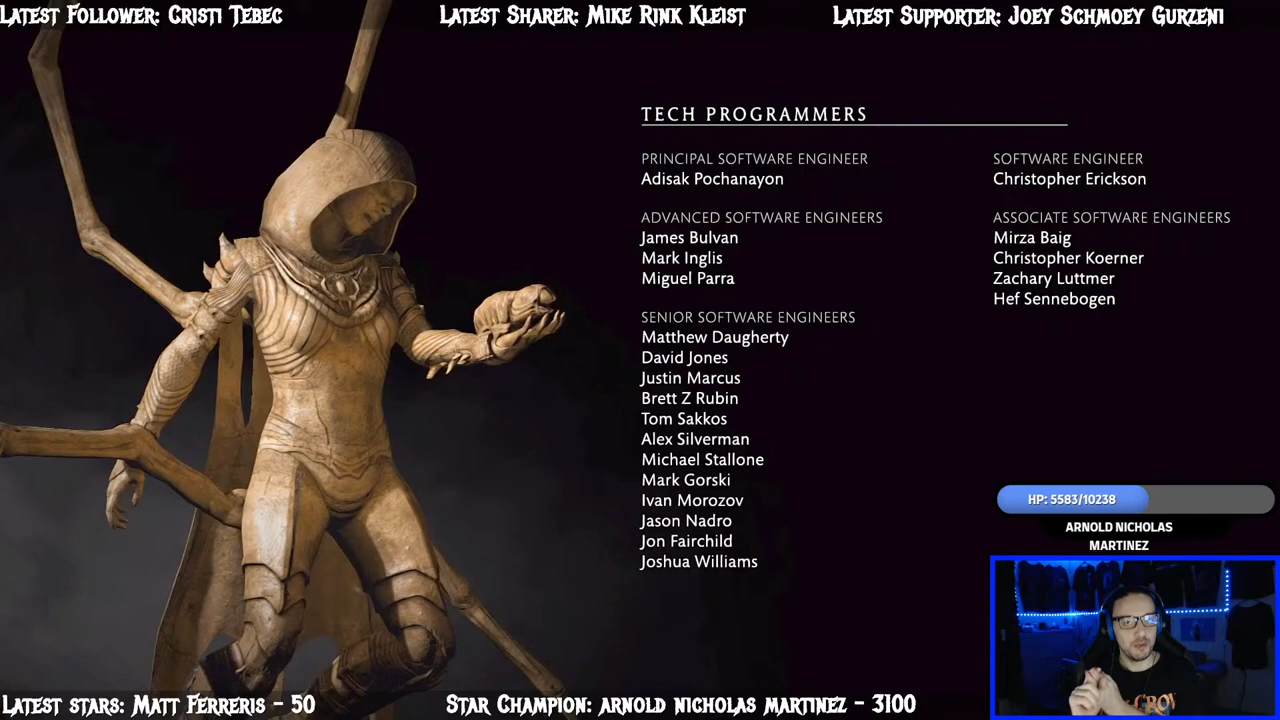 Latest Follower: Cristi Tebec
Latest Sharer: Mike Rink Kleist
Latest Supporter: Joey Schmoey Gurzeni
TECH PROGRAMMERS
PRINCIPAL SOFTWARE ENGINEER
Adisak Pochanayon
ADVANCED SOFTWARE ENGINEERS
James Bulvan
Mark Inglis
Miguel Parra
SENIOR SOFTWARE ENGINEERS
Matthew Daugherty
David Jones
Justin Marcus
Brett Z Rubin
Tom Sakkos
Alex Silverman
Michael Stallone
Mark Gorski
Ivan Morozov
Jason Nadro
Jon Fairchild
Joshua Williams
SOFTWARE ENGINEER
Christopher Erickson
ASSOCIATE SOFTWARE ENGINEERS
Mirza Baig
Christopher Koerner
Zachary Luttmer
Hef Sennebogen
HP: 5583/10238
ARNOLD NICHOLAS
MARTINEZ
Latest stars: Matt Ferreris - 50
Star Champion: arnold nicholas martinez - 3100